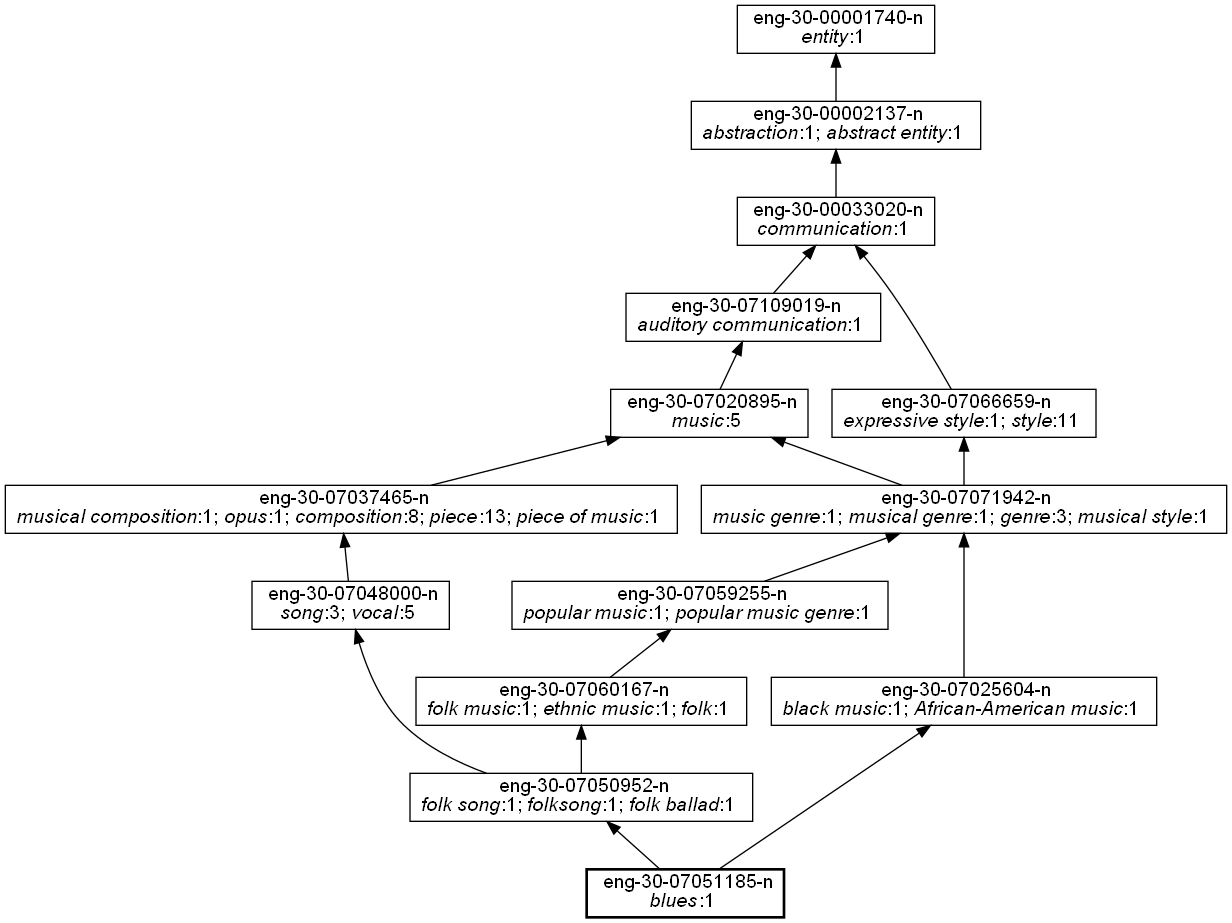 eng-30-00001740-n
entity:1
eng-30-00002137-n
abstraction:1; abstract entity:1
eng-30-00033020-n
communication:1
eng-30-07109019-n
auditory communication:1
eng-30-07020895-n
music:5
eng-30-07066659-n
expressive style:1; style:11
eng-30-07037465-n
musical composition:1; opus:1; composition:8; piece:13; piece of music:1
eng-30-07071942-n
music genre:1; musical genre:1; genre:3; musical style:1
eng-30-07048000-n
song:3; vocal:5
eng-30-07059255-n
popular music:1; popular music genre:1
eng-30-07060167-n
folk music:1; ethnic music:1; folk:1
eng-30-07025604-n
black music:1; African-American music:1
eng-30-07050952-n
folk song:1; folksong:1; folk ballad:1
eng-30-07051185-n
blues:1